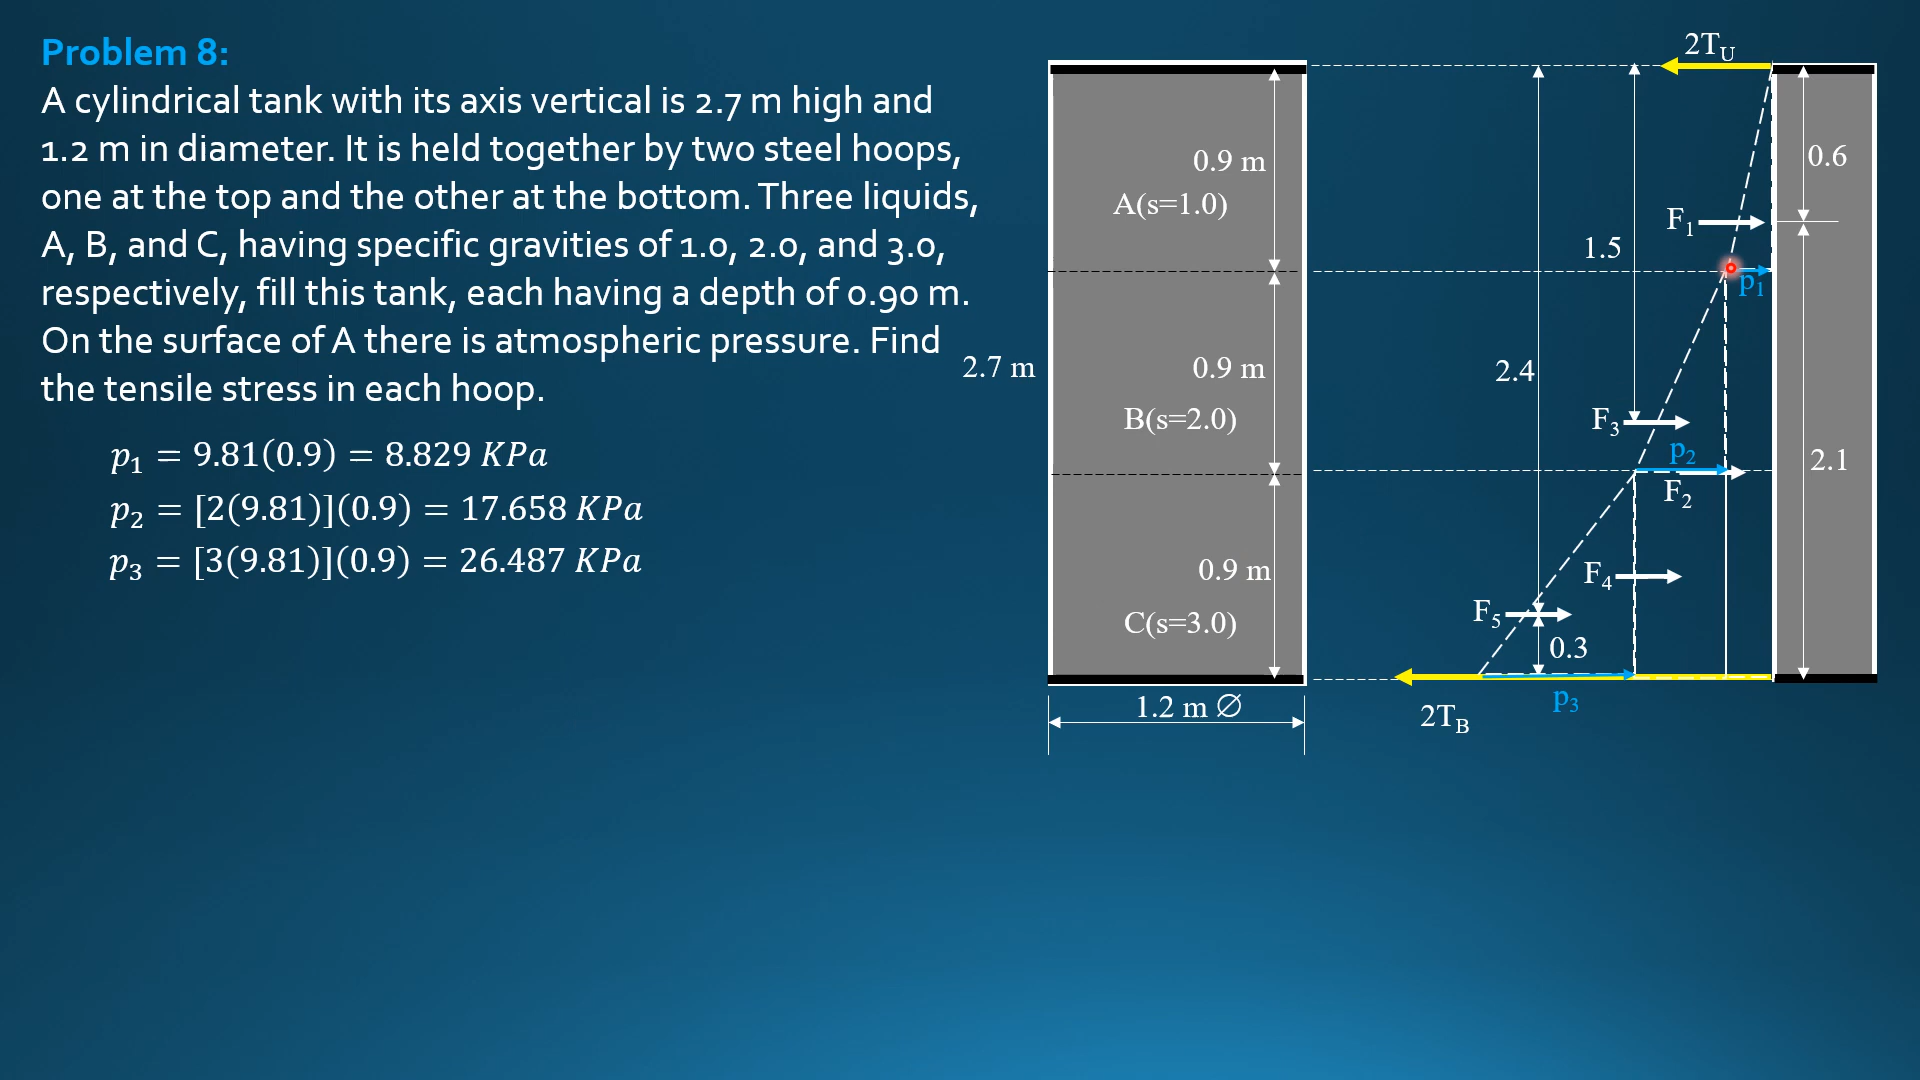 Problem 8:
A cylindrical tank with its axis vertical is 2.7 m high and
1.2 m in diameter. It is held together by two steel hoops,
one at the top and the other at the bottom. Three liquids,
A, B, and C, having specific gravities of 1.0, 2.0, and 3.0,
respectively, fill this tank, each having a depth of 0.90 m.
On the surface of A there is atmospheric pressure. Find
the tensile stress in each hoop.
p₁ = 9.81(0.9) = 8.829 KPa
p₂ = [2(9.81)](0.9) = 17.658 KPa
p₃ = [3(9.81)](0.9) = 26.487 KPa
2.7 m
0.9 m
A(s=1.0)
0.9 m
B(s=2.0)
0.9 m
C(s=3.0)
1.2 m ∅
2T_U
0.6
F₁
1.5
p₁
2.4
F₃
p₂
F₂
2.1
F₄
F₅
0.3
p₃
2T_B